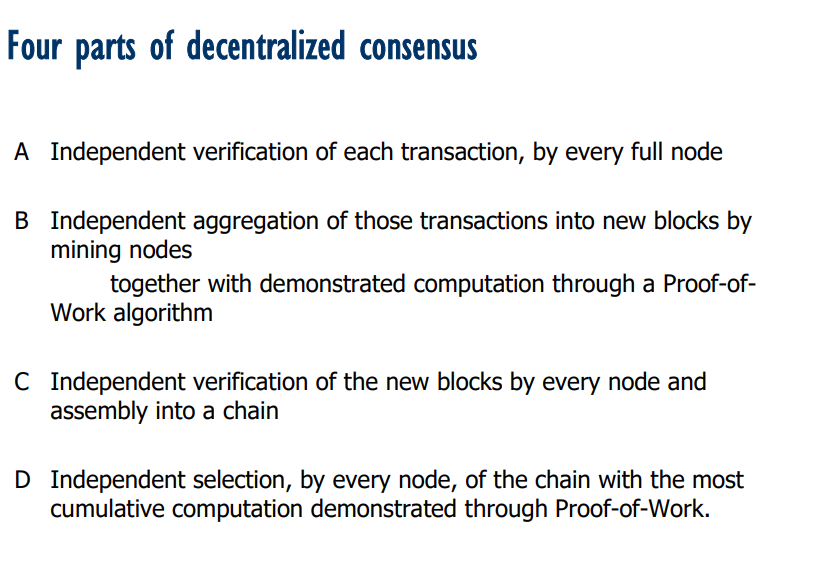 Four parts of decentralized consensus
A Independent verification of each transaction, by every full node
B Independent aggregation of those transactions into new blocks by
mining nodes
together with demonstrated computation through a Proof-of-
Work algorithm
C Independent verification of the new blocks by every node and
assembly into a chain
D Independent selection, by every node, of the chain with the most
cumulative computation demonstrated through Proof-of-Work.